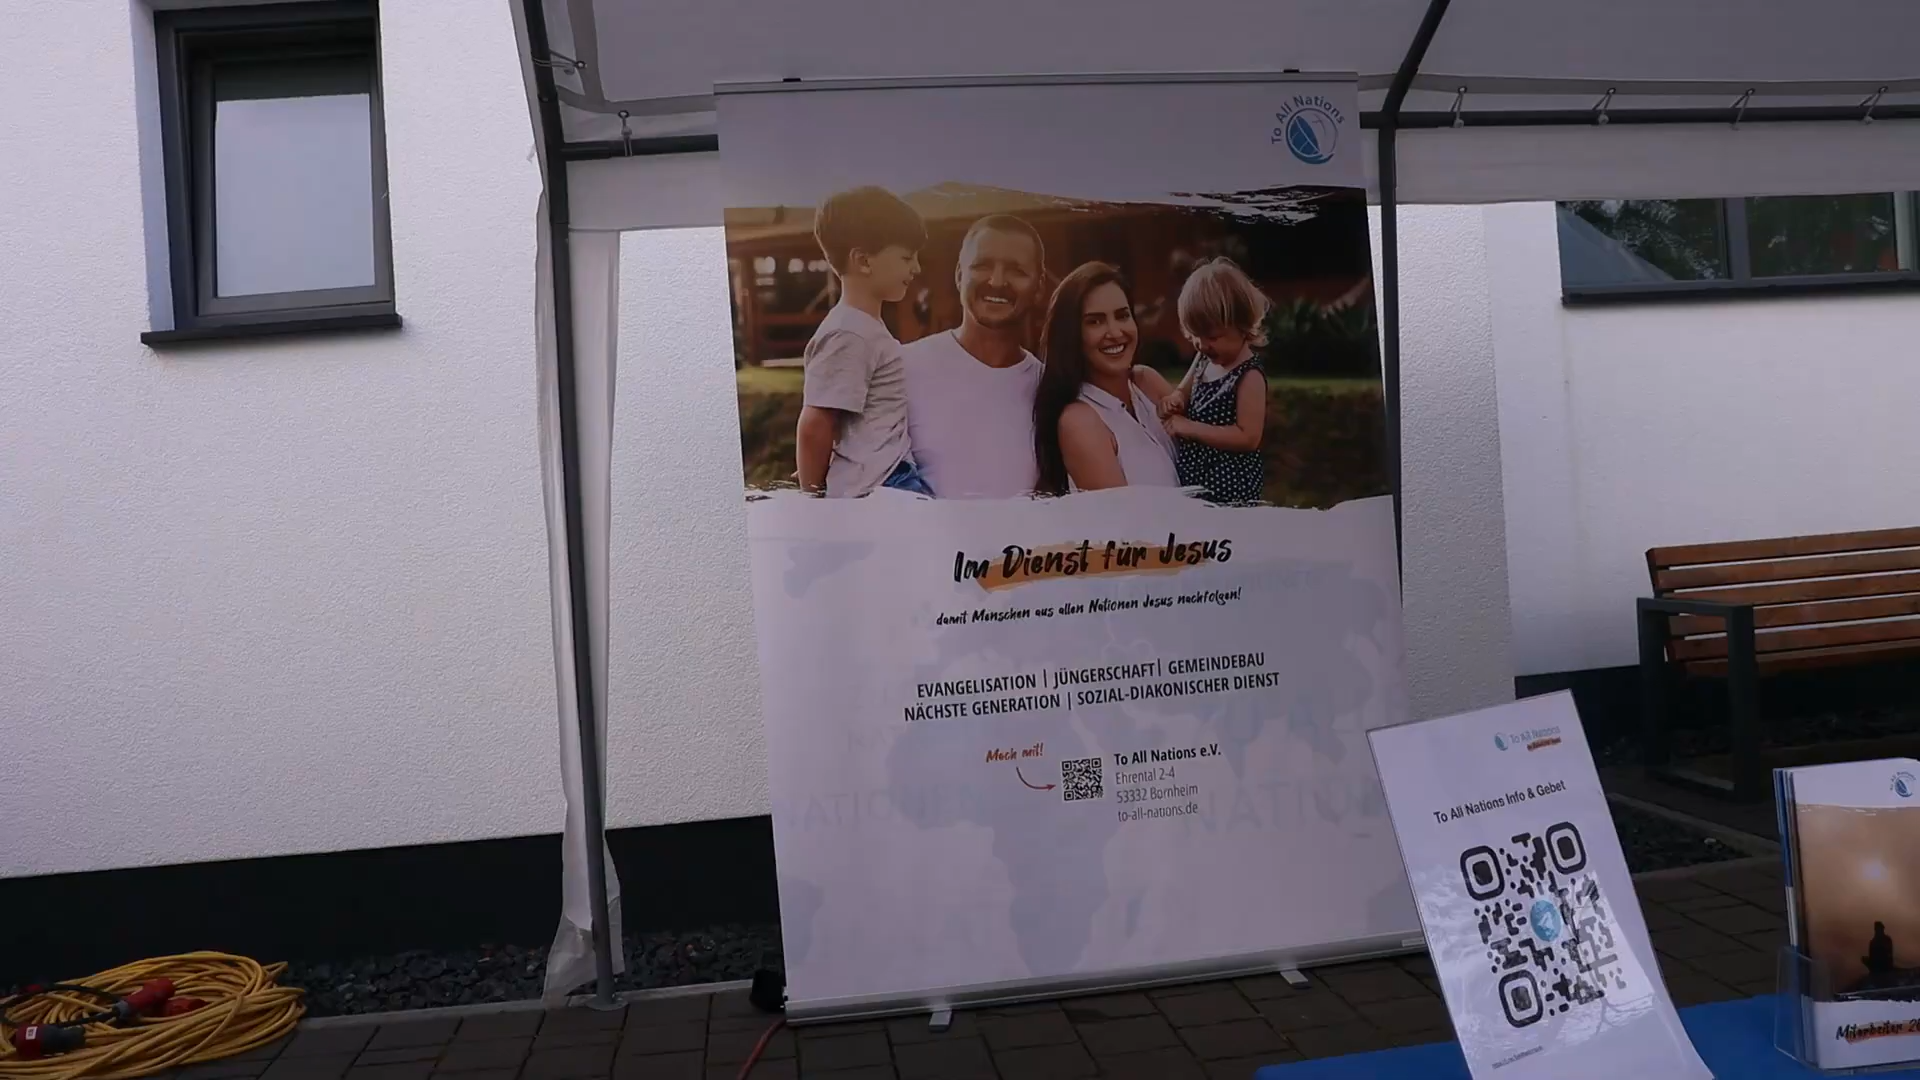 To All Nations
Im Dienst für Jesus
damit Menschen aus allen Nationen Jesus nachfolgen!
EVANGELISATION | JÜNGERSCHAFT | GEMEINDEBAU
NÄCHSTE GENERATION | SOZIAL-DIAKONISCHER DIENST
Mach mit!
To All Nations e.V.
Ehrental 2-4
53332 Bornheim
to-all-nations.de
To All Nations
To All Nations Info & Gebet
Mitarbeiter